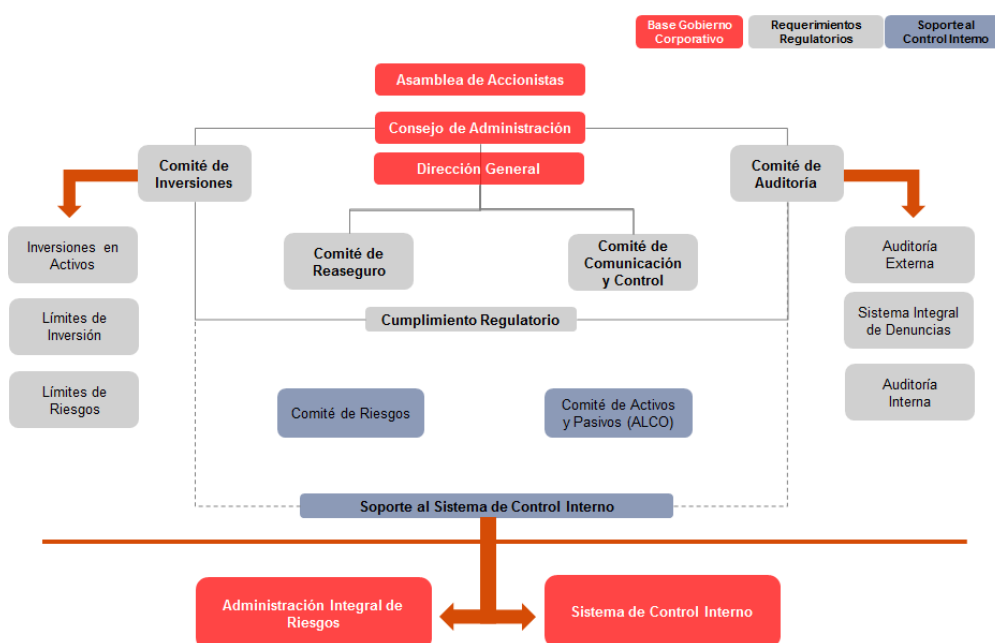 Base Gobierno
Corporativo
Requerimientos
Regulatorios
Soporte al
Control Interno
Asamblea de Accionistas
Consejo de Administración
Dirección General
Comité de
Inversiones
Comité de
Auditoría
Inversiones en
Activos
Límites de
Inversión
Límites de
Riesgos
Comité de
Reaseguro
Comité de
Comunicación
y Control
Auditoría
Externa
Sistema Integral
de Denuncias
Auditoría
Interna
Cumplimiento Regulatorio
Comité de Riesgos
Comité de Activos
y Pasivos (ALCO)
Soporte al Sistema de Control Interno
Administración Integral de
Riesgos
Sistema de Control Interno